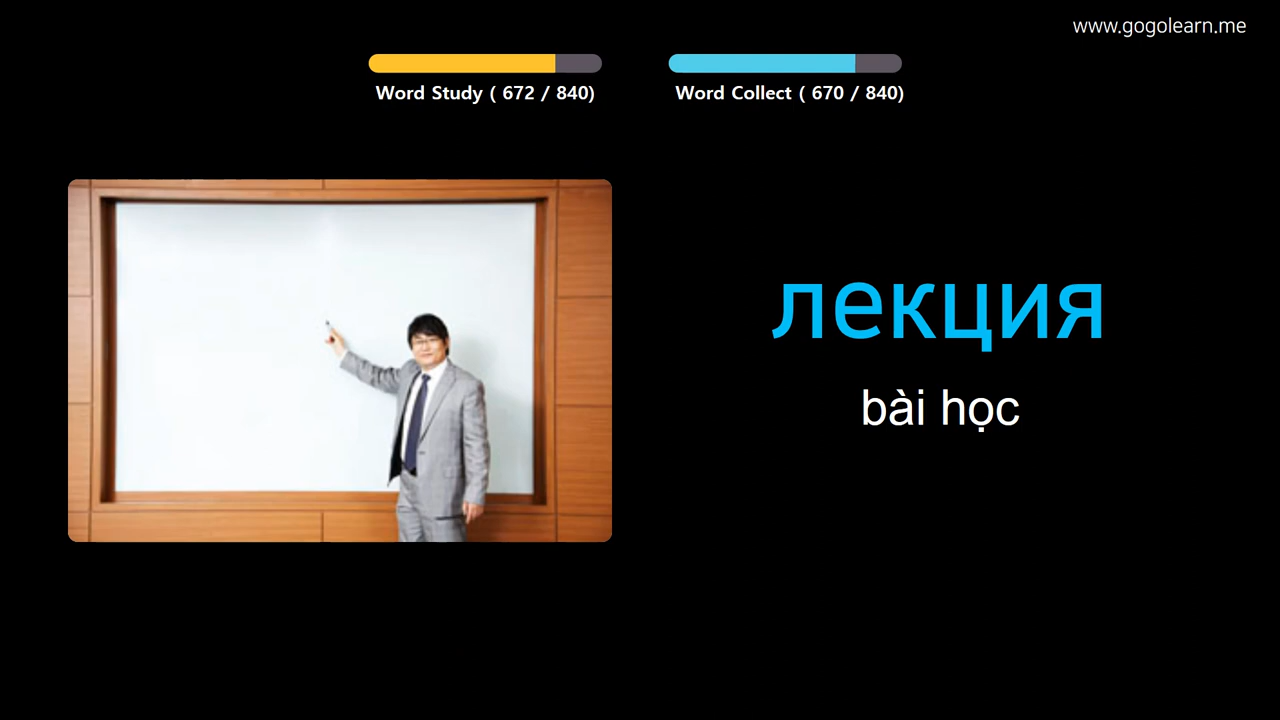 www.gogolearn.me
Word Study ( 672 / 840)
Word Collect ( 670 / 840)
лекция
bài học